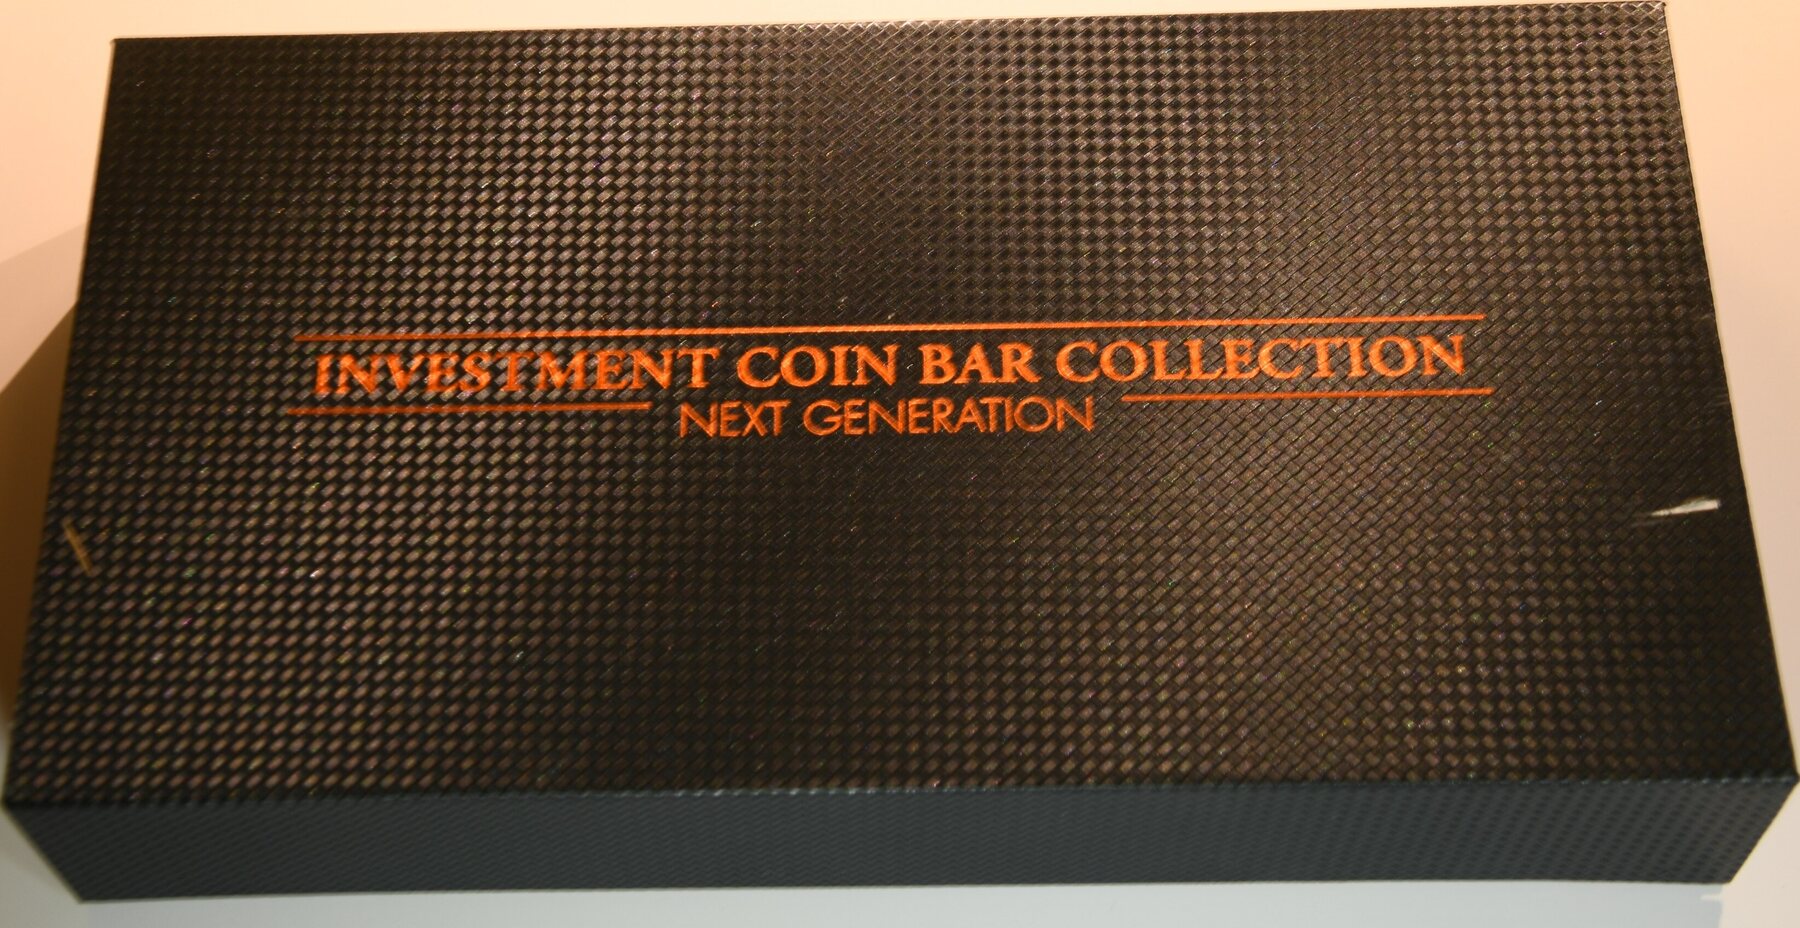 INVESTMENT COIN BAR COLLECTION
NEXT GENERATION